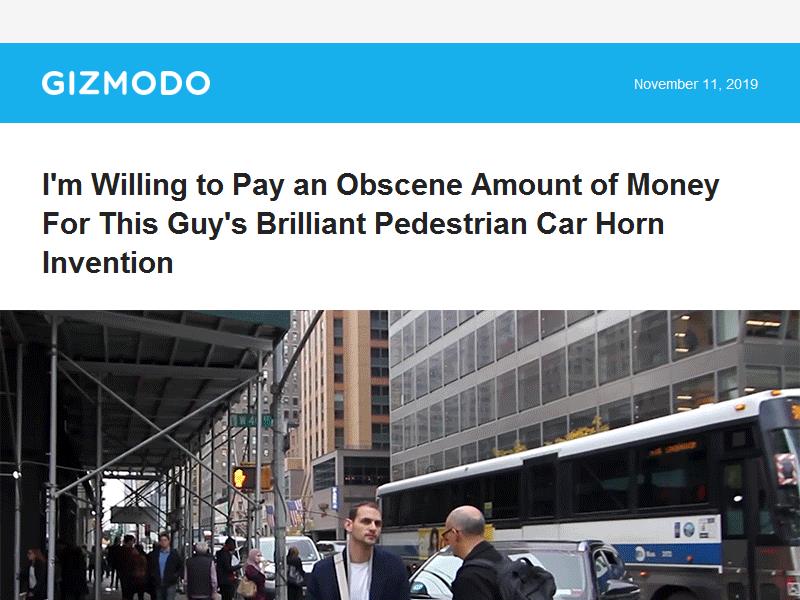 GIZMODO
November 11, 2019
I'm Willing to Pay an Obscene Amount of Money
For This Guy's Brilliant Pedestrian Car Horn
Invention